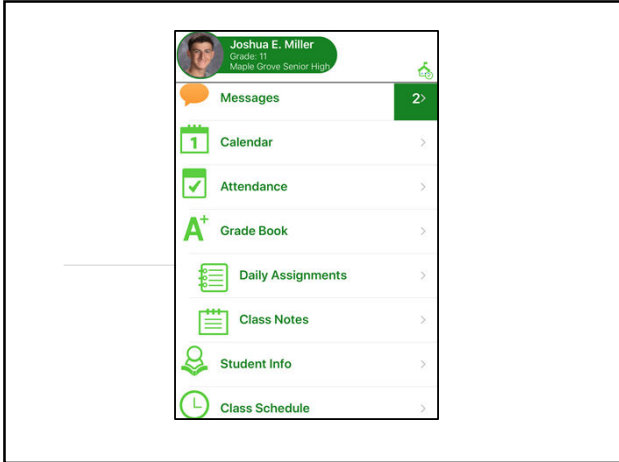 Joshua E. Miller
Grade: 11
Maple Grove Senior High
Messages
2>
1
Calendar
Attendance
A+
Grade Book
Daily Assignments
Class Notes
Student Info
Class Schedule